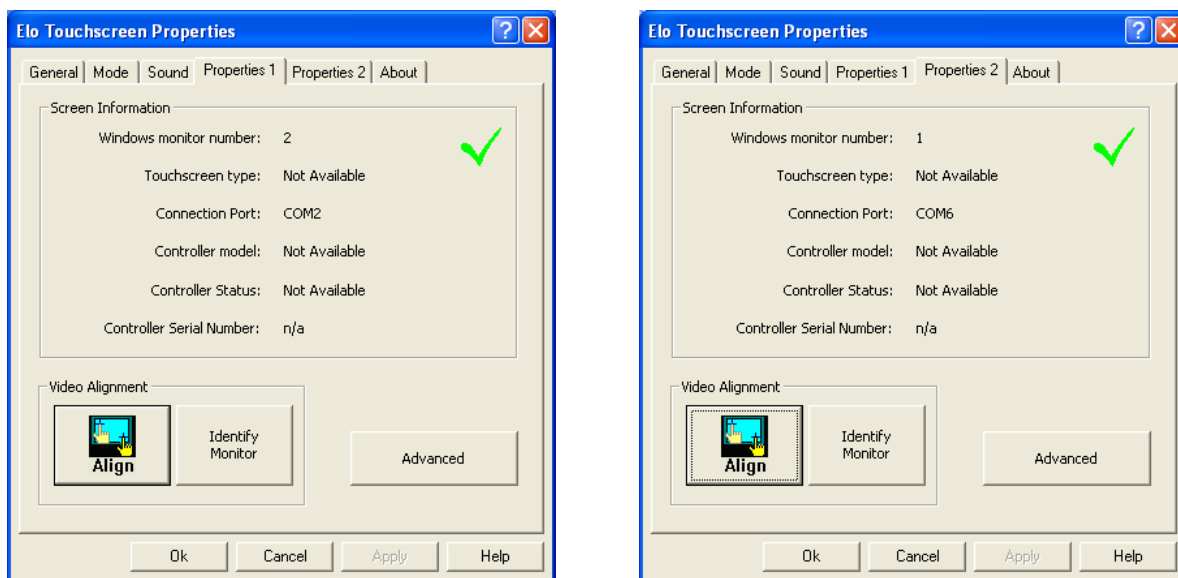 Elo Touchscreen Properties
General Mode Sound Properties 1 Properties 2 About
Screen Information
Windows monitor number: 2
Touchscreen type: Not Available
Connection Port: COM2
Controller model: Not Available
Controller Status: Not Available
Controller Serial Number: n/a
Video Alignment
Align
Identify
Monitor
Advanced
Ok Cancel Apply Help
Elo Touchscreen Properties
General Mode Sound Properties 1 Properties 2 About
Screen Information
Windows monitor number: 1
Touchscreen type: Not Available
Connection Port: COM6
Controller model: Not Available
Controller Status: Not Available
Controller Serial Number: n/a
Video Alignment
Align
Identify
Monitor
Advanced
Ok Cancel Apply Help